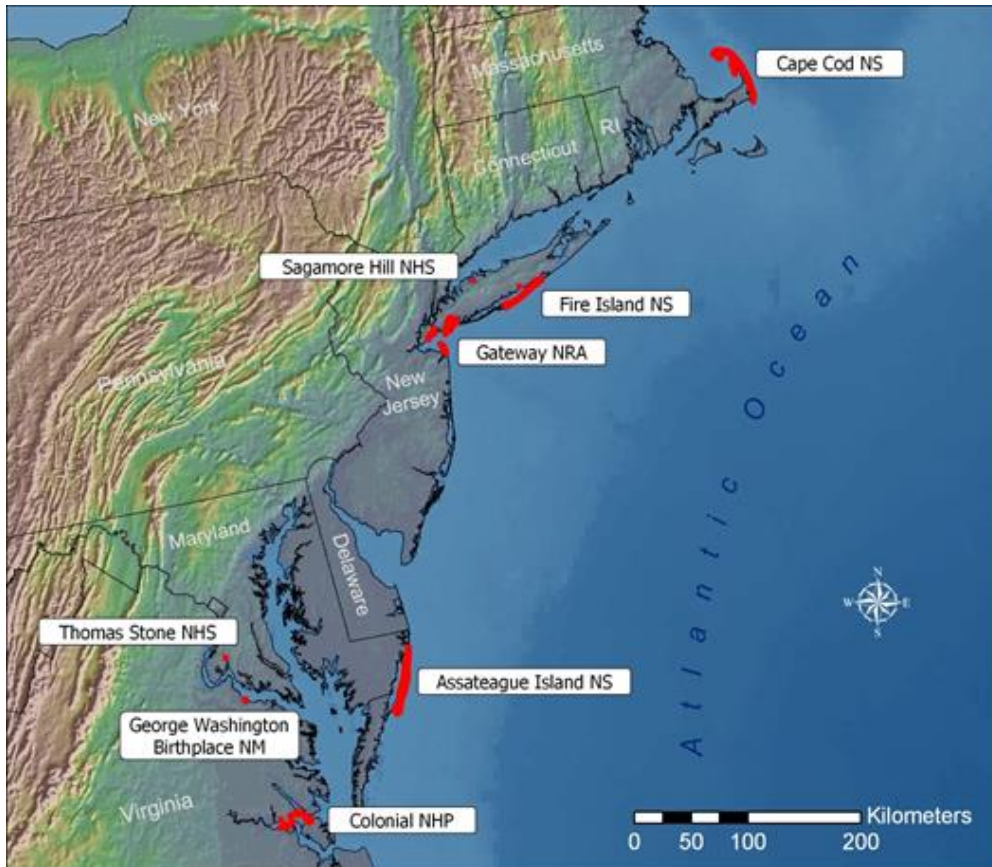 Massachusetts
Cape Cod NS
New York
RI
Connecticut
Sagamore Hill NHS
Fire Island NS
Gateway NRA
Pennsylvania
New
Jersey
Atlantic Ocean
Maryland
Delaware
N
W
E
S
Thomas Stone NHS
Assateague Island NS
George Washington
Birthplace NM
Virginia
Colonial NHP
Kilometers
0 50 100 200